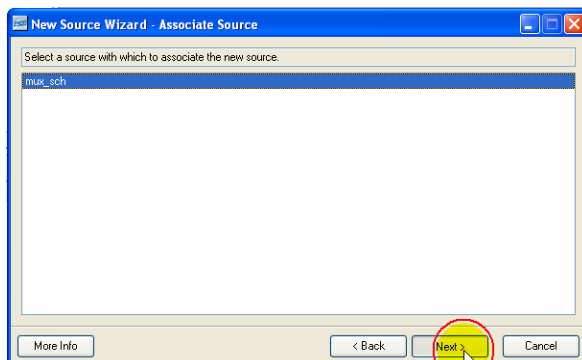 New Source Wizard - Associate Source
Select a source with which to associate the new source.
mux_sch
More Info
< Back
Next >
Cancel